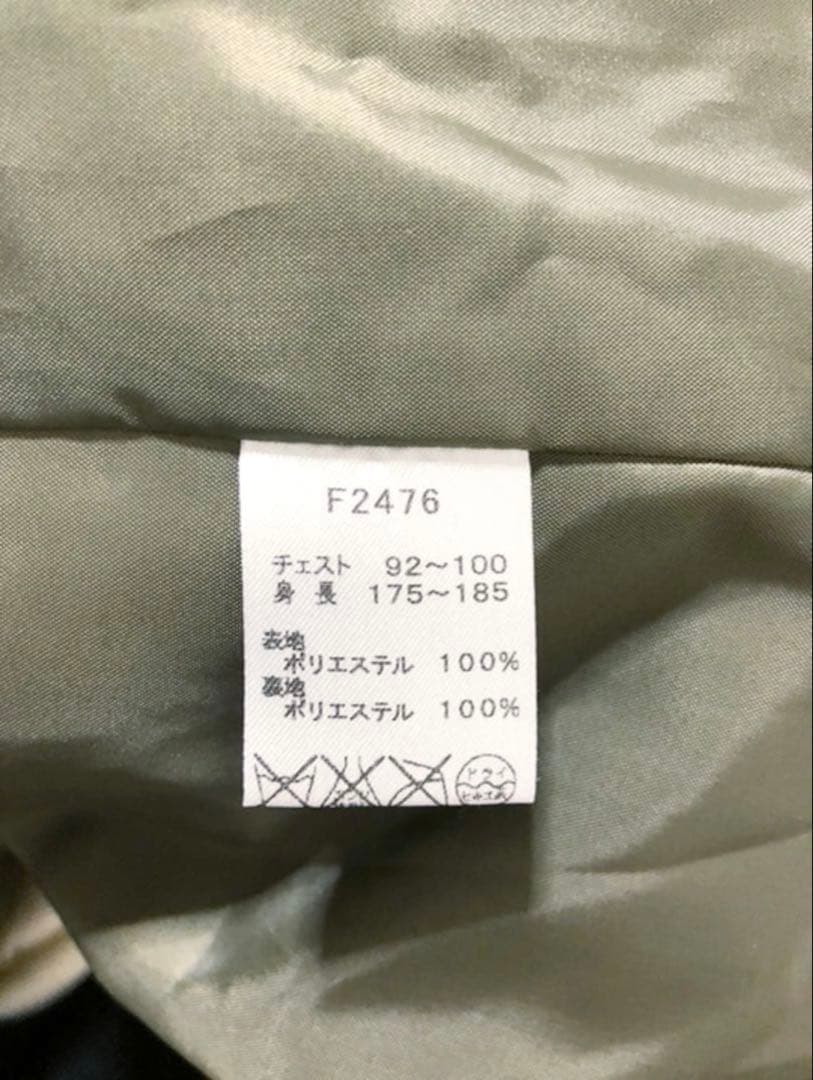 F2476
チェスト 92～100
身長 175～185
表地
ポリエステル 100%
裏地
ポリエステル 100%
ドライ